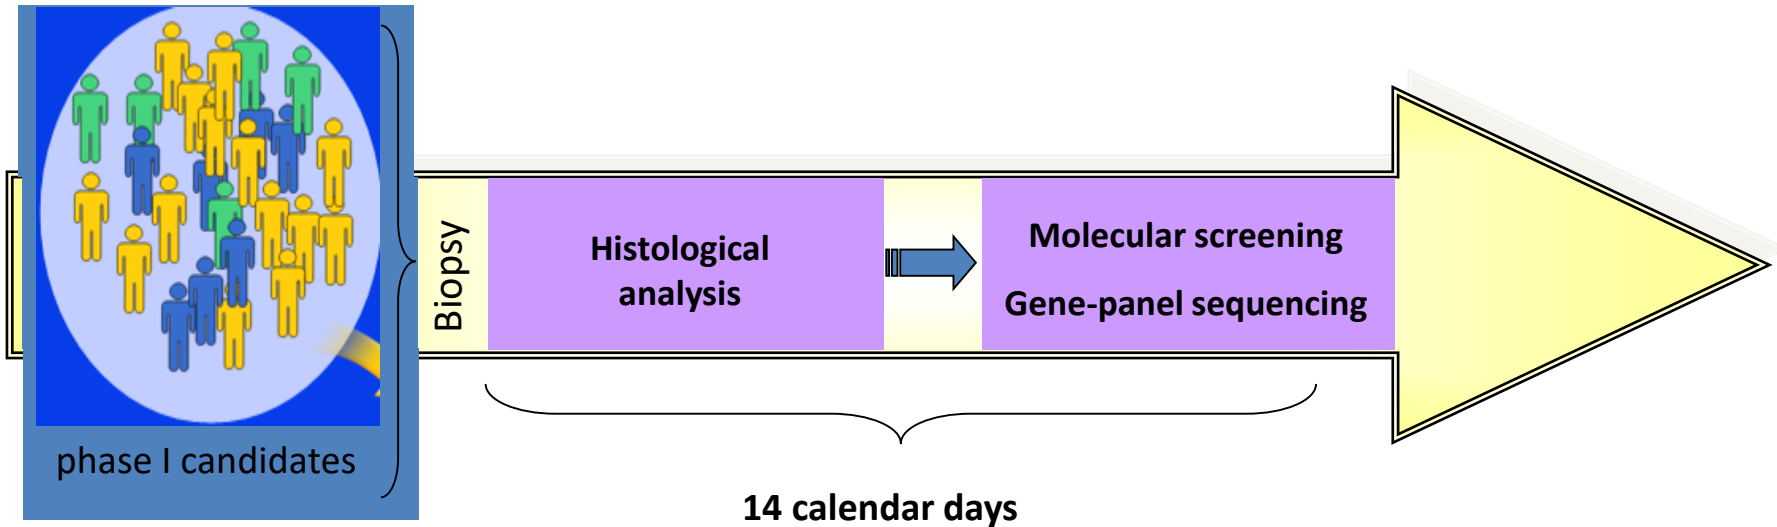 phase I candidates
Biopsy
Histological
analysis
Molecular screening
Gene-panel sequencing
14 calendar days